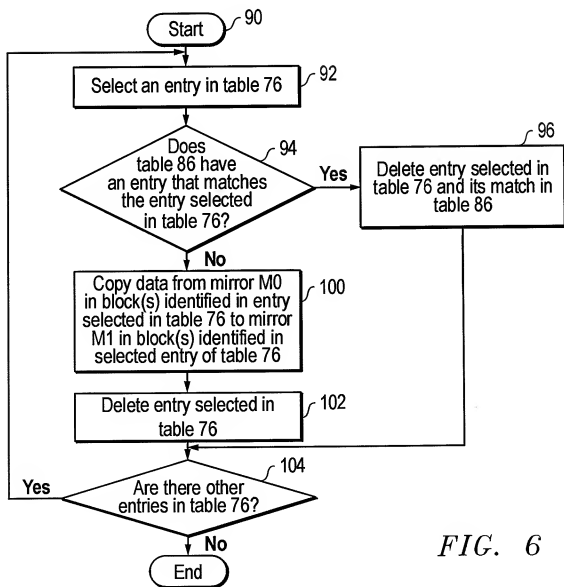 Start
90
Select an entry in table 76
92
Does
table 86 have
an entry that matches
the entry selected
in table 76?
94
Yes
Delete entry selected in
table 76 and its match in
table 86
96
No
Copy data from mirror M0
in block(s) identified in entry
selected in table 76 to mirror
M1 in block(s) identified in
selected entry of table 76
100
Delete entry selected in
table 76
102
Are there other
entries in table 76?
104
Yes
No
End
FIG. 6